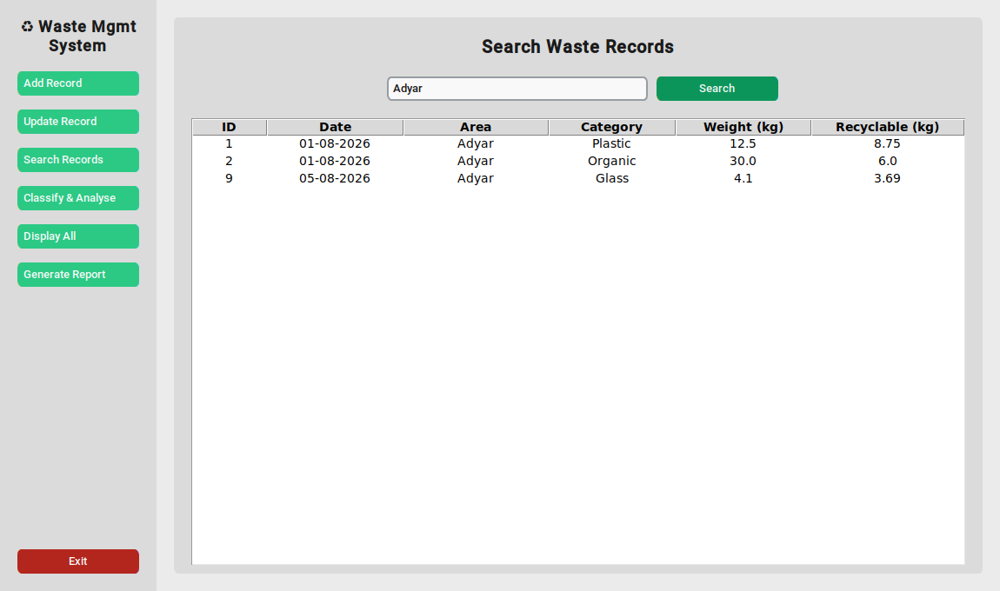 ♻ Waste Mgmt
System
Add Record
Update Record
Search Records
Classify & Analyse
Display All
Generate Report
Exit
Search Waste Records
Adyar Search
ID Date Area Category Weight (kg) Recyclable (kg)
1 01-08-2026 Adyar Plastic 12.5 8.75
2 01-08-2026 Adyar Organic 30.0 6.0
9 05-08-2026 Adyar Glass 4.1 3.69